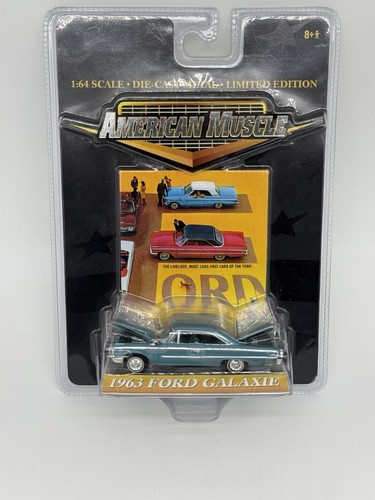 8+
1:64 SCALE · DIE-CAST METAL · LIMITED EDITION
AMERICAN MUSCLE
THE LIVELIEST, MOST CARE-FREE CARS OF THE YEAR!
ORD
1963 FORD GALAXIE